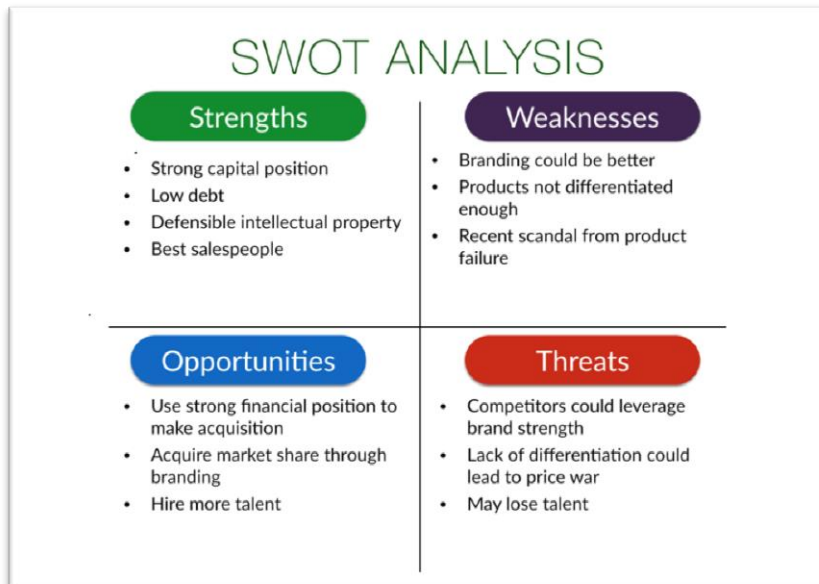 SWOT ANALYSIS
Strengths
• Strong capital position
• Low debt
• Defensible intellectual property
• Best salespeople
Weaknesses
• Branding could be better
• Products not differentiated
enough
• Recent scandal from product
failure
Opportunities
• Use strong financial position to
make acquisition
• Acquire market share through
branding
• Hire more talent
Threats
• Competitors could leverage
brand strength
• Lack of differentiation could
lead to price war
• May lose talent